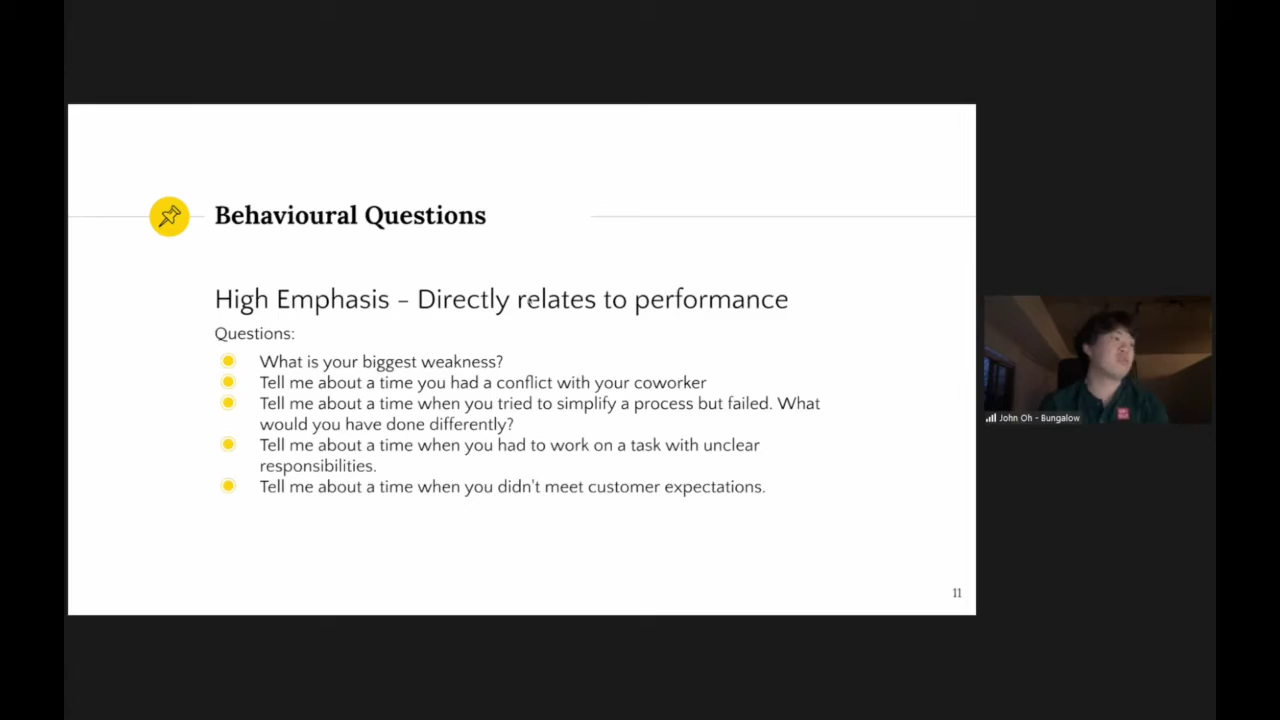 Behavioural Questions
High Emphasis – Directly relates to performance
Questions:
What is your biggest weakness?
Tell me about a time you had a conflict with your coworker
Tell me about a time when you tried to simplify a process but failed. What
would you have done differently?
Tell me about a time when you had to work on a task with unclear
responsibilities.
Tell me about a time when you didn't meet customer expectations.
11
John Oh - Bungalow